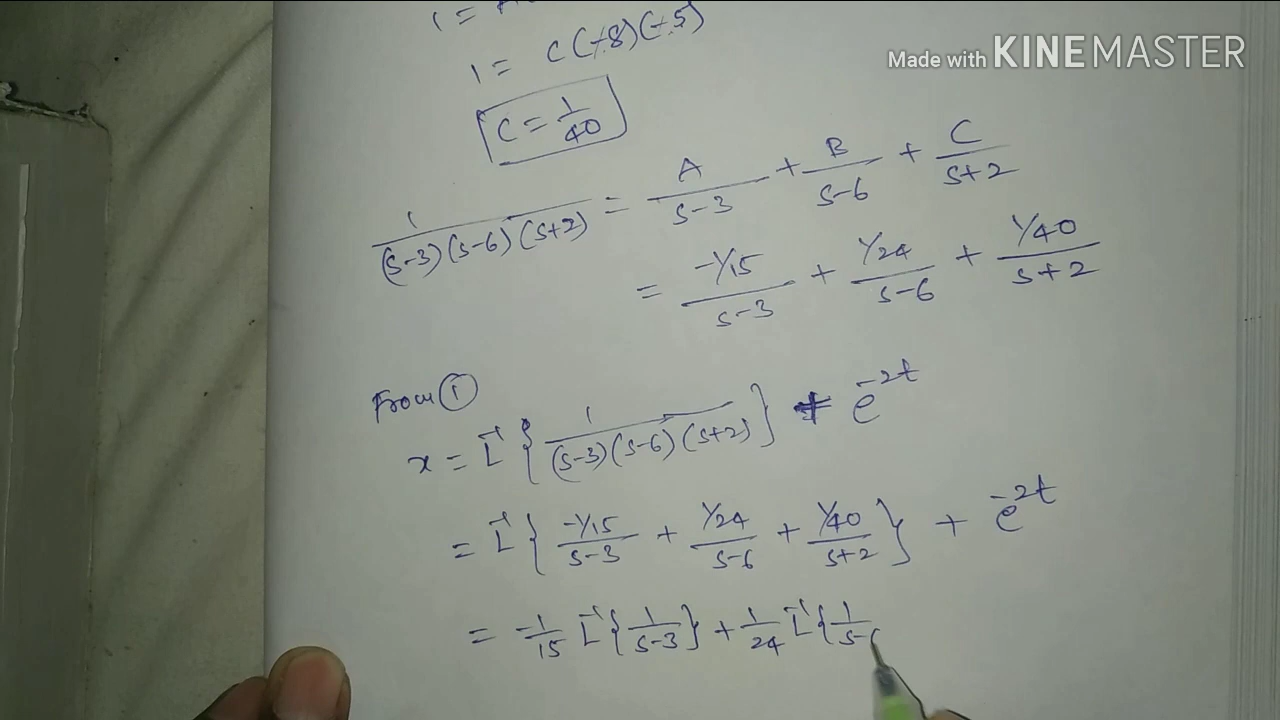 1 =
Made with KINEMASTER
1 = C(-8)(-5)
C = 1/40
1/((s-3)(s-6)(s+2)) = A/(s-3) + B/(s-6) + C/(s+2)
= (-1/15)/(s-3) + (1/24)/(s-6) + (1/40)/(s+2)
From ①
x = L⁻¹{1/((s-3)(s-6)(s+2))} + e^(-2t)
= L⁻¹{(-1/15)/(s-3) + (1/24)/(s-6) + (1/40)/(s+2)} + e^(-2t)
= -1/15 L⁻¹{1/(s-3)} + 1/24 L⁻¹{1/(s-6